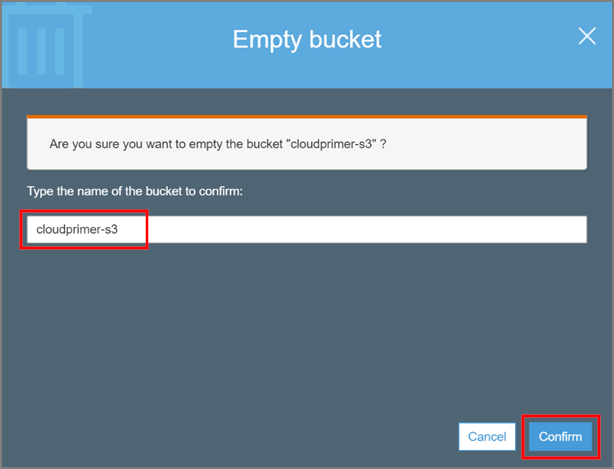 Empty bucket
Are you sure you want to empty the bucket "cloudprimer-s3" ?
Type the name of the bucket to confirm:
cloudprimer-s3
Cancel
Confirm